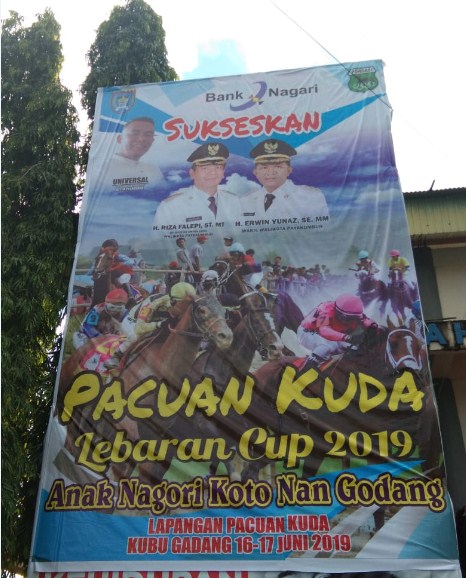 Bank Nagari
SUKSESKAN
UNIVERSAL
H. RIZA FALEPI, ST. MT
H. ERWIN YUNAZ, SE. MM
PACUAN KUDA
Lebaran Cup 2019
Anak Nagori Koto Nan Godang
LAPANGAN PACUAN KUDA
KUBU GADANG 16-17 JUNI 2019